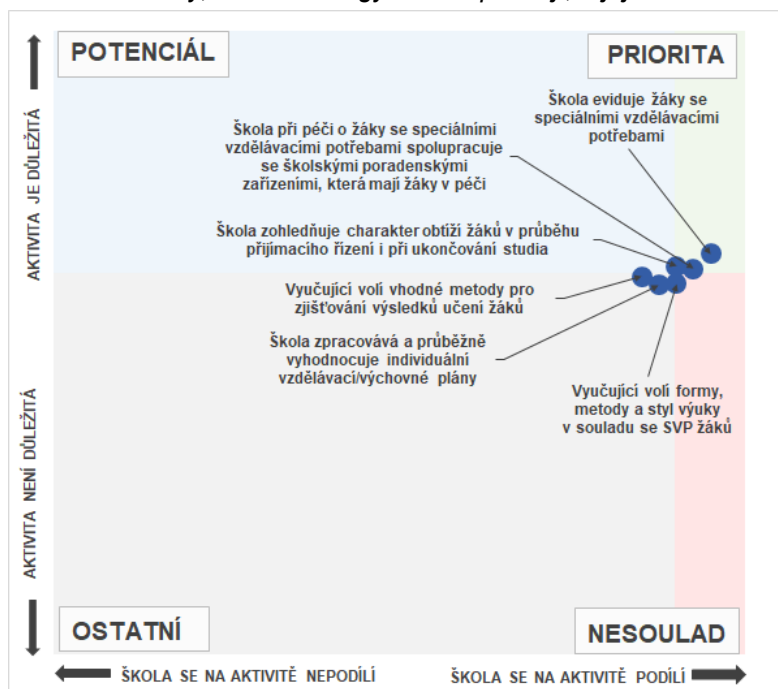 POTENCIÁL
PRIORITA
Škola eviduje žáky se
speciálními vzdělávacími
potřebami
Škola při péči o žáky se speciálními
vzdělávacími potřebami spolupracuje
se školskými poradenskými
zařízeními, která mají žáky v péči
Škola zohledňuje charakter obtíží žáků v průběhu
přijímacího řízení i při ukončování studia
Vyučující volí vhodné metody pro
zjišťování výsledků učení žáků
Škola zpracovává a průběžně
vyhodnocuje individuální
vzdělávací/výchovné plány
Vyučující volí formy,
metody a styl výuky
v souladu se SVP žáků
AKTIVITA JE DŮLEŽITÁ
AKTIVITA NENÍ DŮLEŽITÁ
OSTATNÍ
NESOULAD
ŠKOLA SE NA AKTIVITĚ NEPODÍLÍ
ŠKOLA SE NA AKTIVITĚ PODÍLÍ